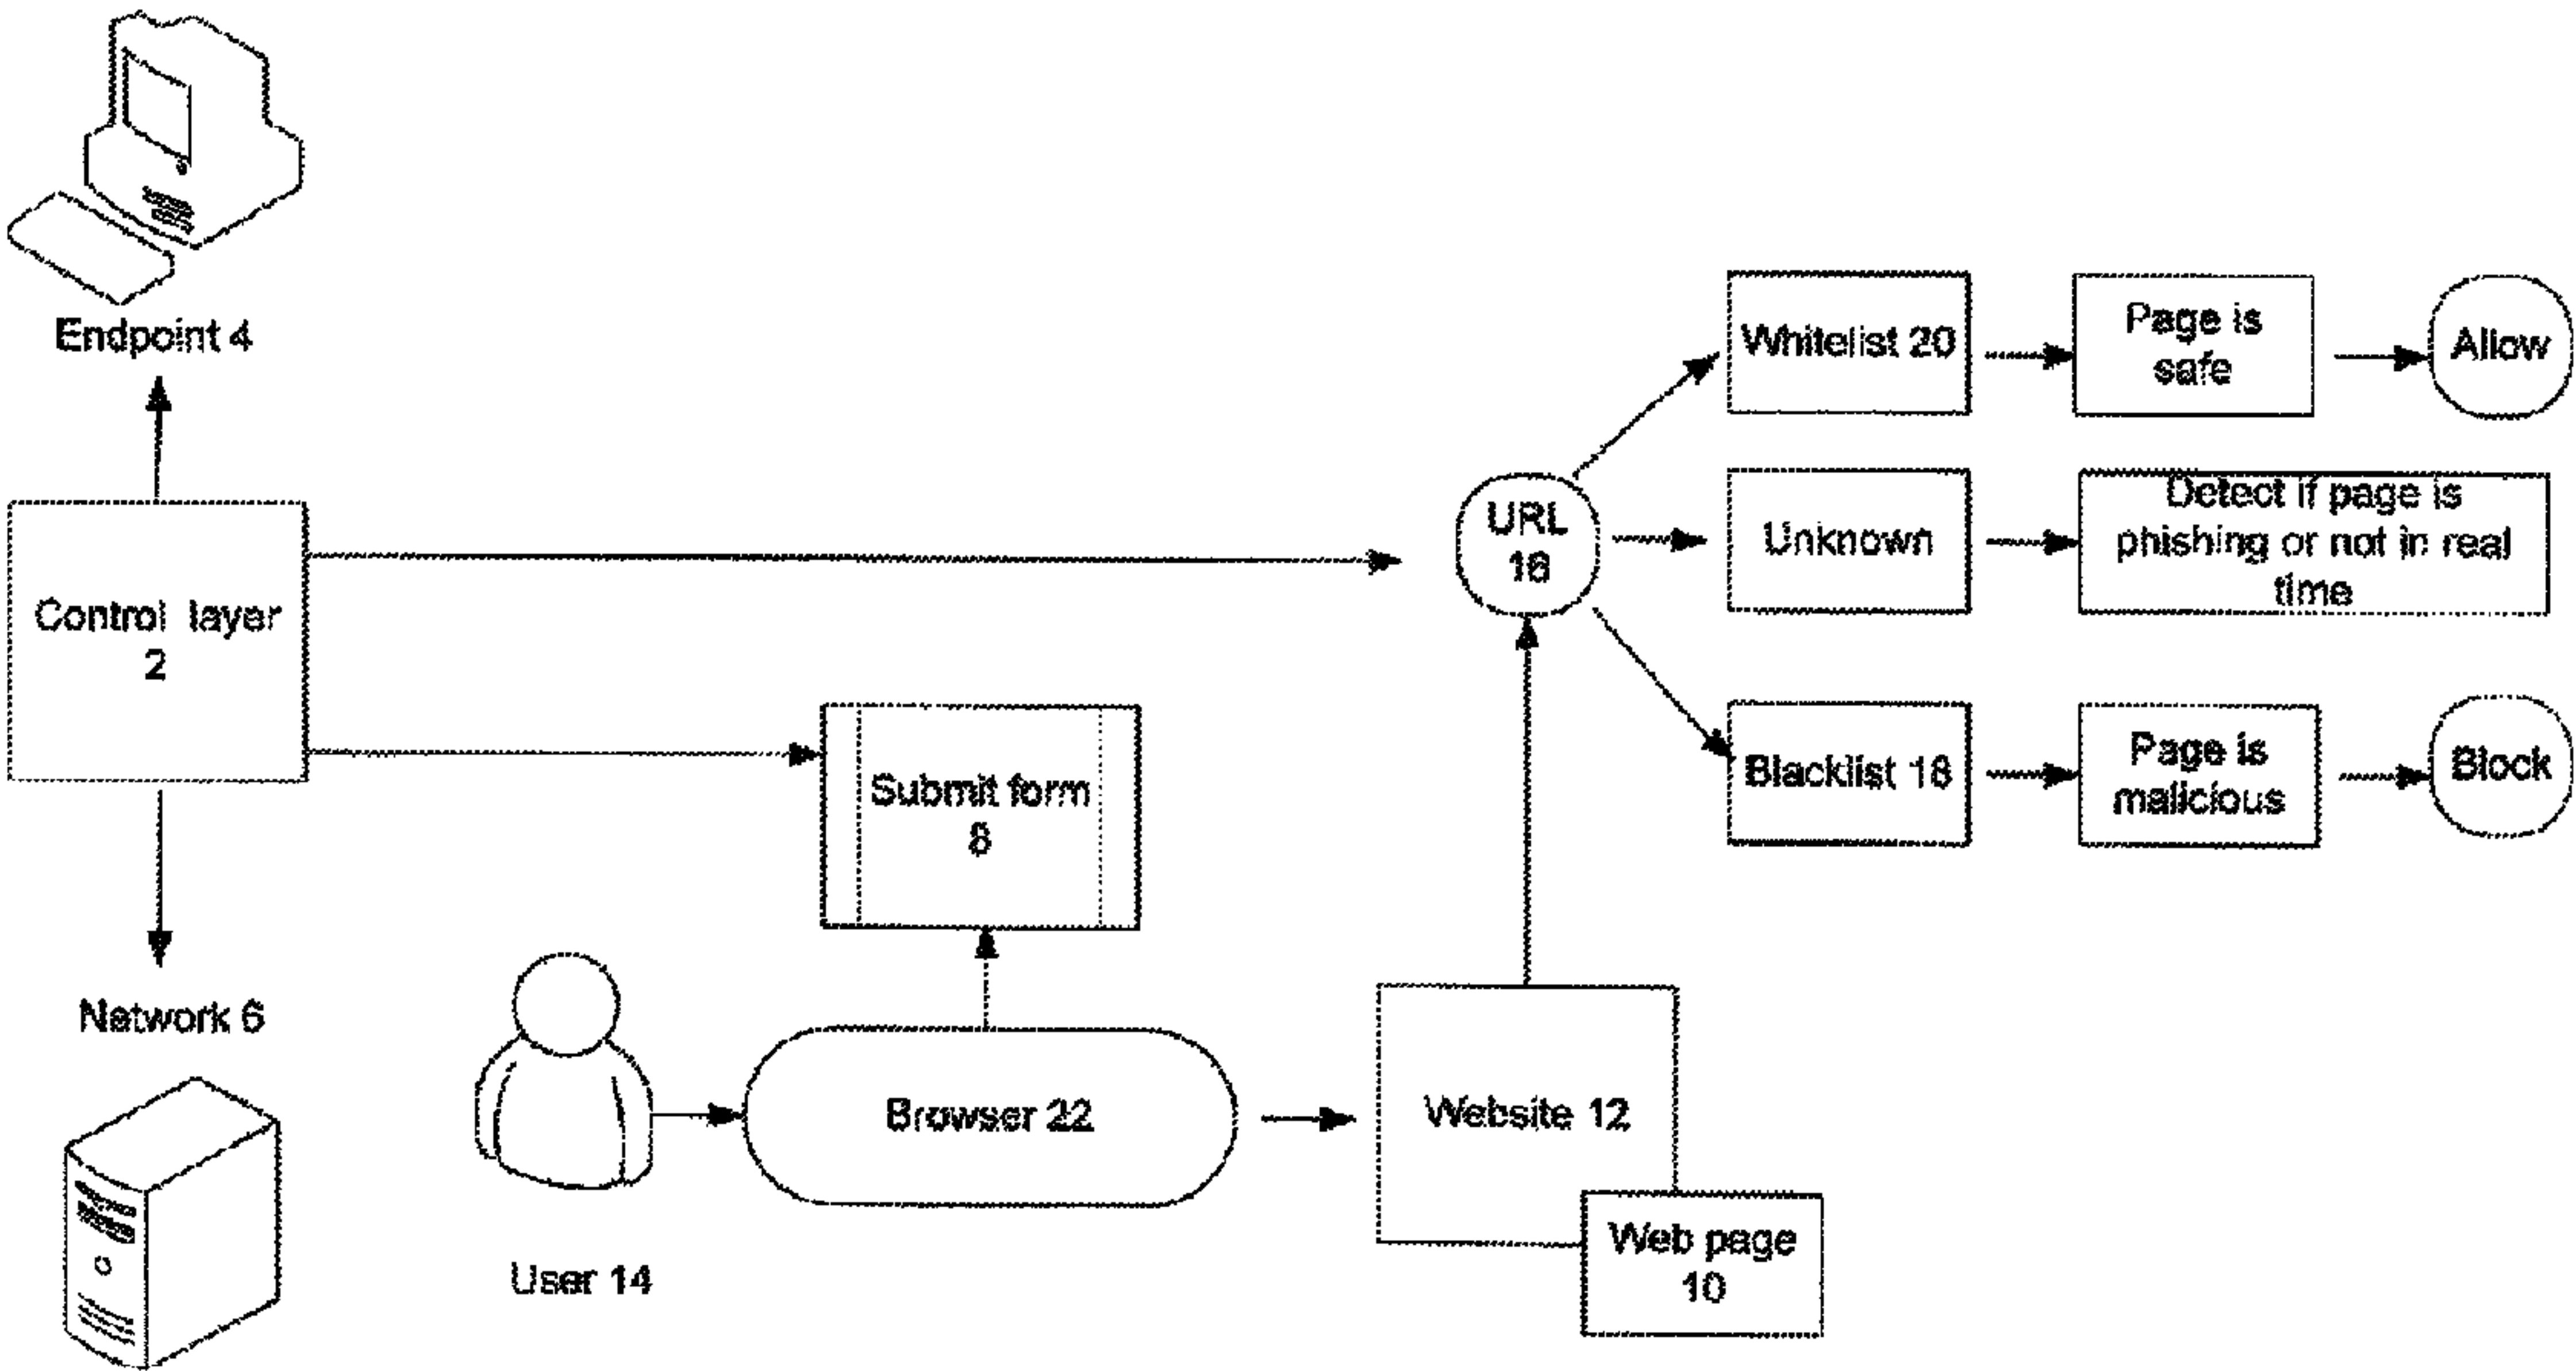 Endpoint 4
Control layer
2
Network 6
Submit form
8
User 14
Browser 22
Website 12
Web page
10
URL
16
Whitelist 20
Page is
safe
Allow
Unknown
Detect if page is
phishing or not in real
time
Blacklist 18
Page is
malicious
Block